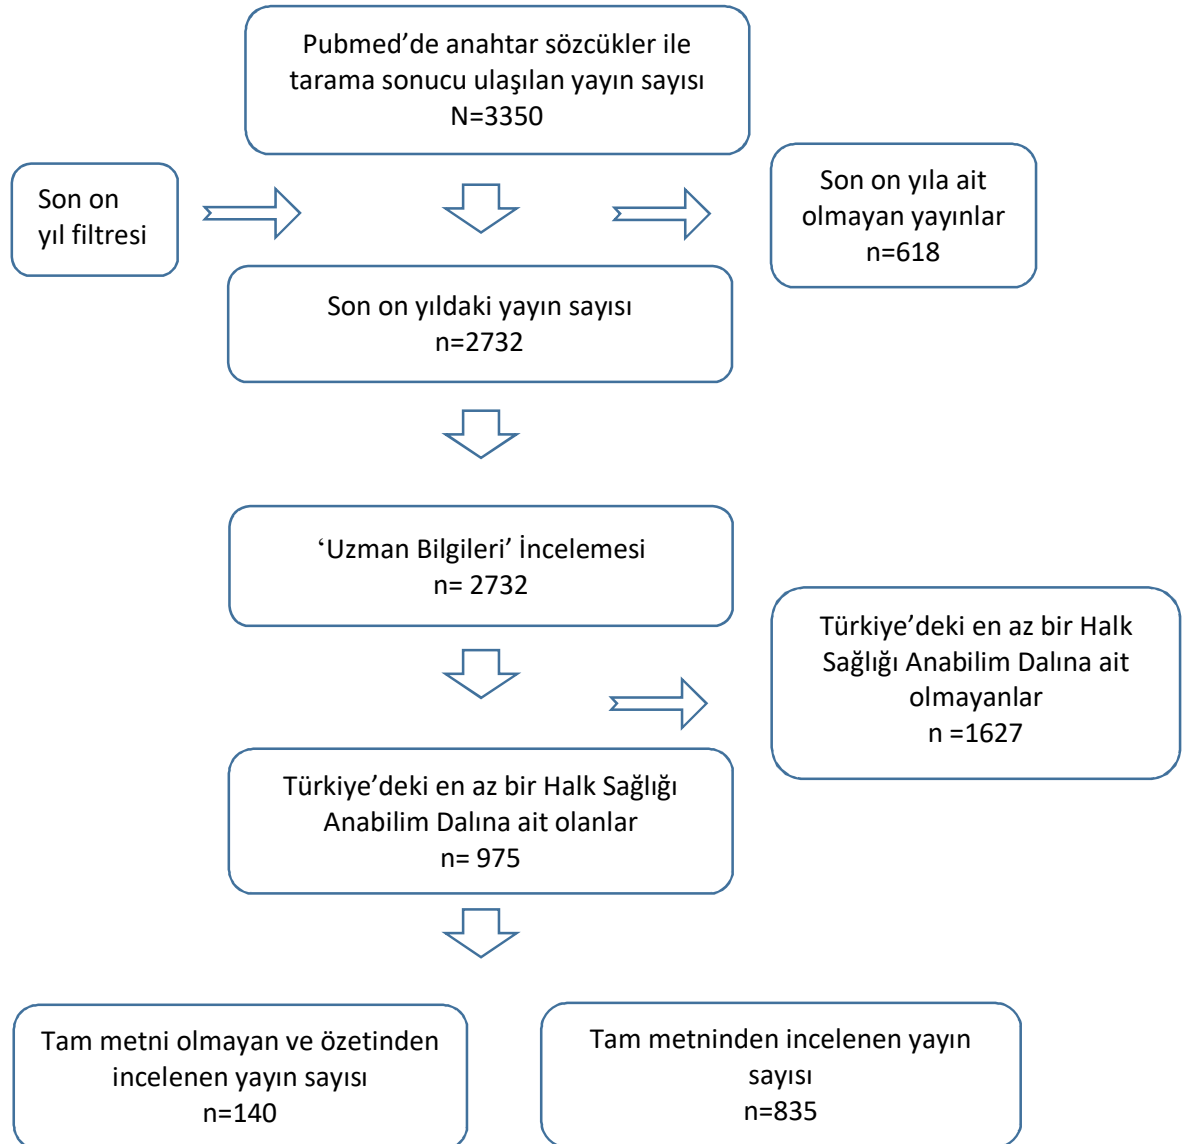 Pubmed’de anahtar sözcükler ile
tarama sonucu ulaşılan yayın sayısı
N=3350
Son on
yıl filtresi
Son on yıla ait
olmayan yayınlar
n=618
Son on yıldaki yayın sayısı
n=2732
‘Uzman Bilgileri’ İncelemesi
n= 2732
Türkiye’deki en az bir Halk
Sağlığı Anabilim Dalına ait
olmayanlar
n =1627
Türkiye’deki en az bir Halk Sağlığı
Anabilim Dalına ait olanlar
n= 975
Tam metni olmayan ve özetinden
incelenen yayın sayısı
n=140
Tam metninden incelenen yayın
sayısı
n=835